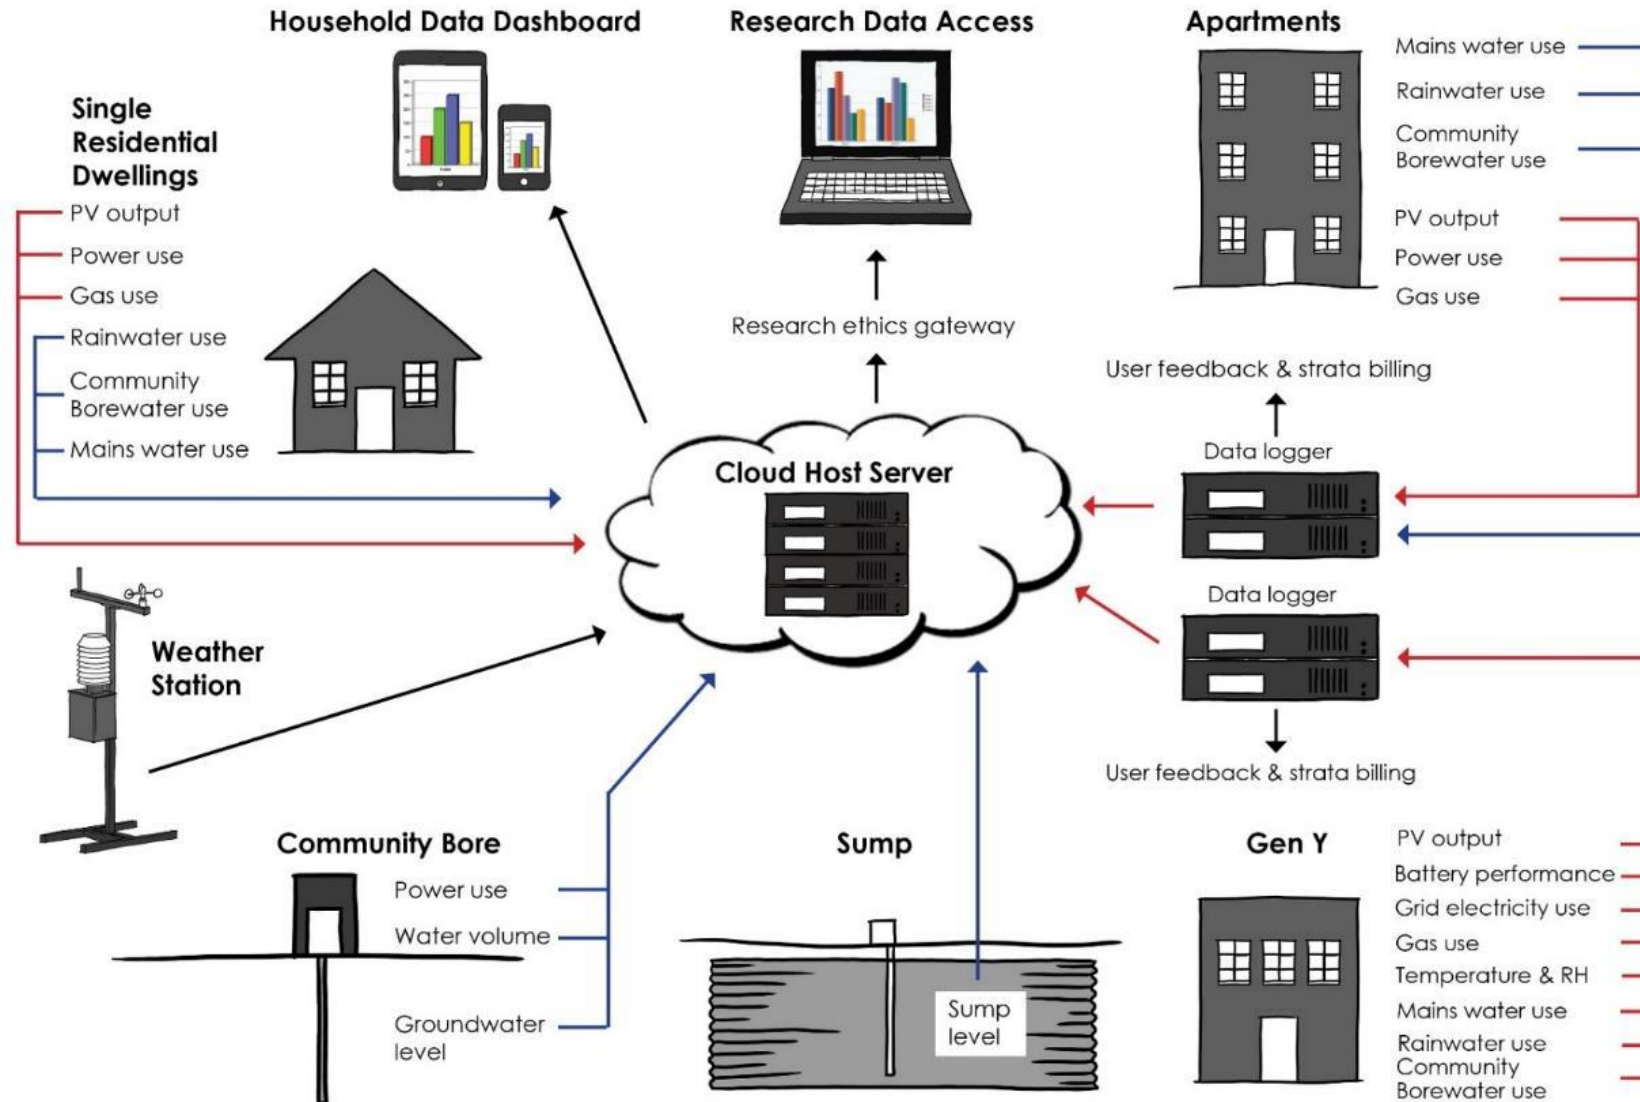 Household Data Dashboard
Research Data Access
Apartments
Mains water use
Rainwater use
Community
Borewater use
PV output
Power use
Gas use
Single
Residential
Dwellings
PV output
Power use
Gas use
Rainwater use
Community
Borewater use
Mains water use
Research ethics gateway
User feedback & strata billing
Data logger
Cloud Host Server
Data logger
User feedback & strata billing
Weather
Station
Community Bore
Power use
Water volume
Groundwater
level
Sump
Sump
level
Gen Y
PV output
Battery performance
Grid electricity use
Gas use
Temperature & RH
Mains water use
Rainwater use
Community
Borewater use